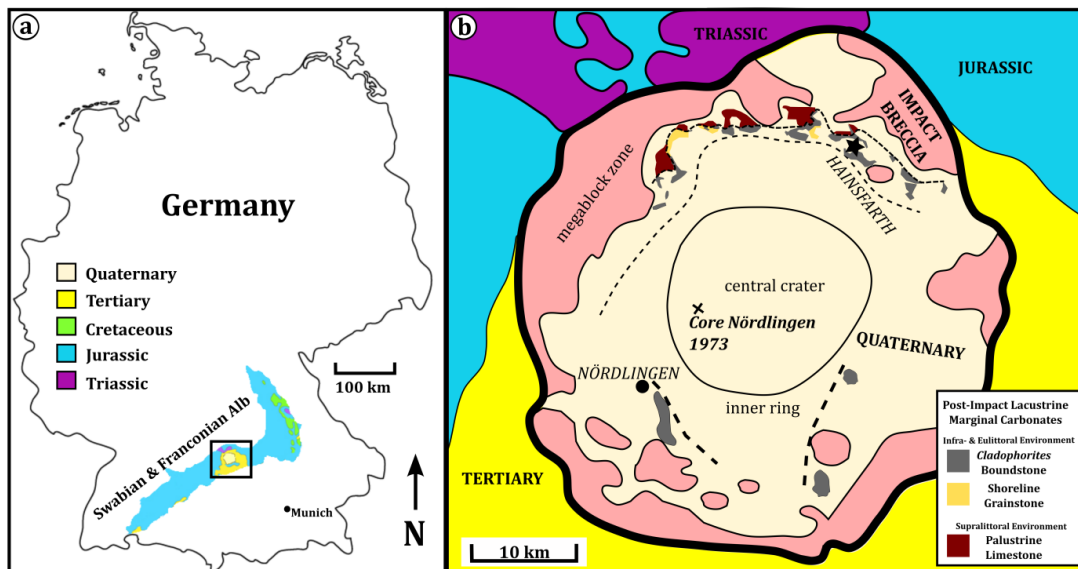 a
Germany
Quaternary
Tertiary
Cretaceous
Jurassic
Triassic
100 km
Swabian & Franconian Alb
Munich
N
b
TRIASSIC
JURASSIC
IMPACT
BRECCIA
megablock zone
HAINSFARTH
central crater
Core Nördlingen
1973
QUATERNARY
NÖRDLINGEN
inner ring
TERTIARY
10 km
Post-Impact Lacustrine
Marginal Carbonates
Infra- & Eulittoral Environment
Cladophorites
Boundstone
Shoreline
Grainstone
Supralittoral Environment
Palustrine
Limestone